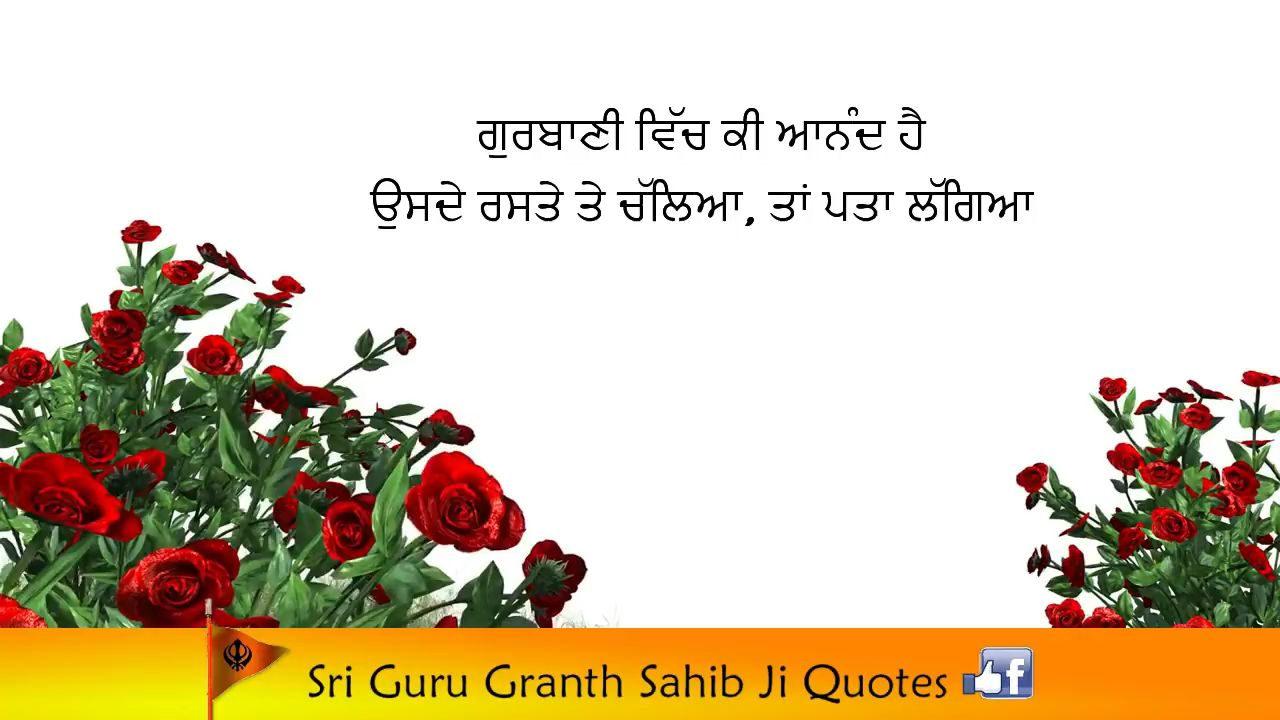 ਗੁਰਬਾਣੀ ਵਿੱਚ ਕੀ ਆਨੰਦ ਹੈ
ਉਸਦੇ ਰਸਤੇ ਤੇ ਚੱਲਿਆ, ਤਾਂ ਪਤਾ ਲੱਗਿਆ
Sri Guru Granth Sahib Ji Quotes